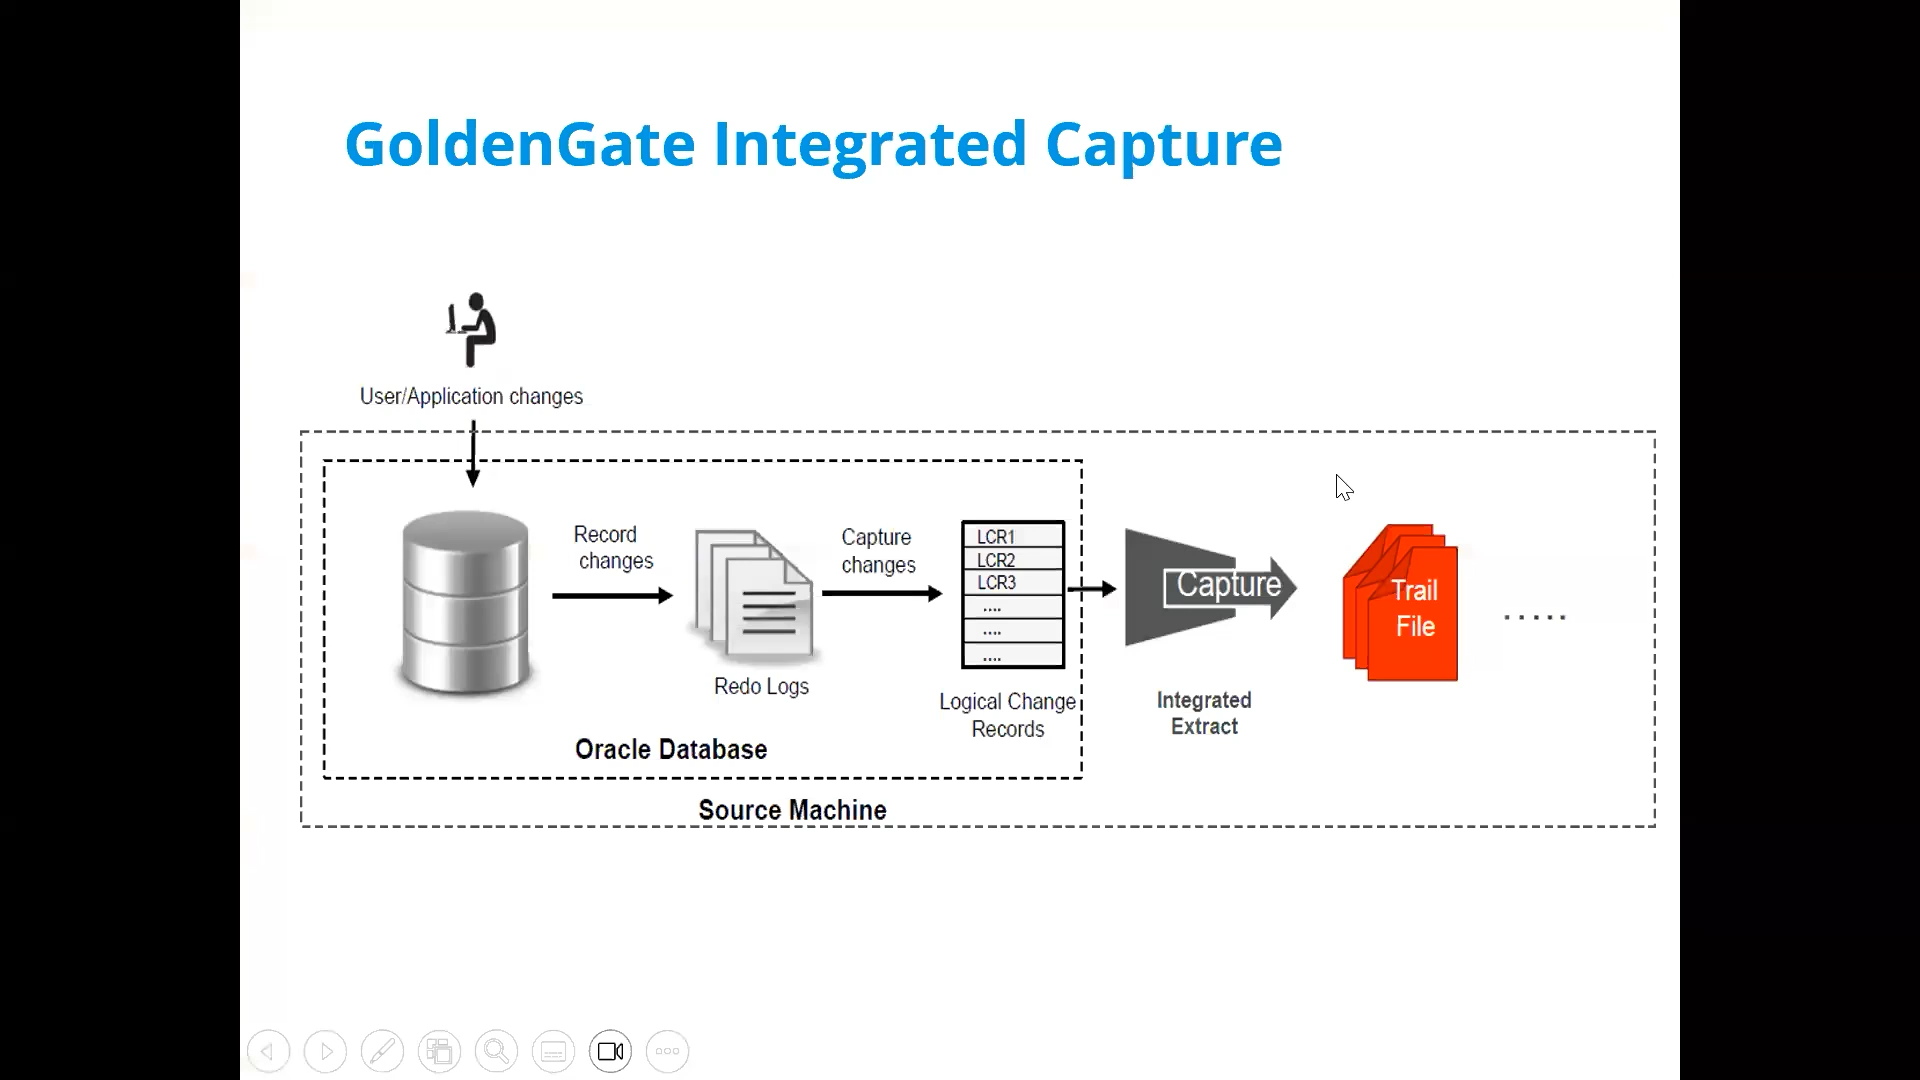 GoldenGate Integrated Capture
User/Application changes
Record
changes
Capture
changes
LCR1
LCR2
LCR3
....
....
....
Redo Logs
Logical Change
Records
Capture
Integrated
Extract
Trail
File
.....
Oracle Database
Source Machine